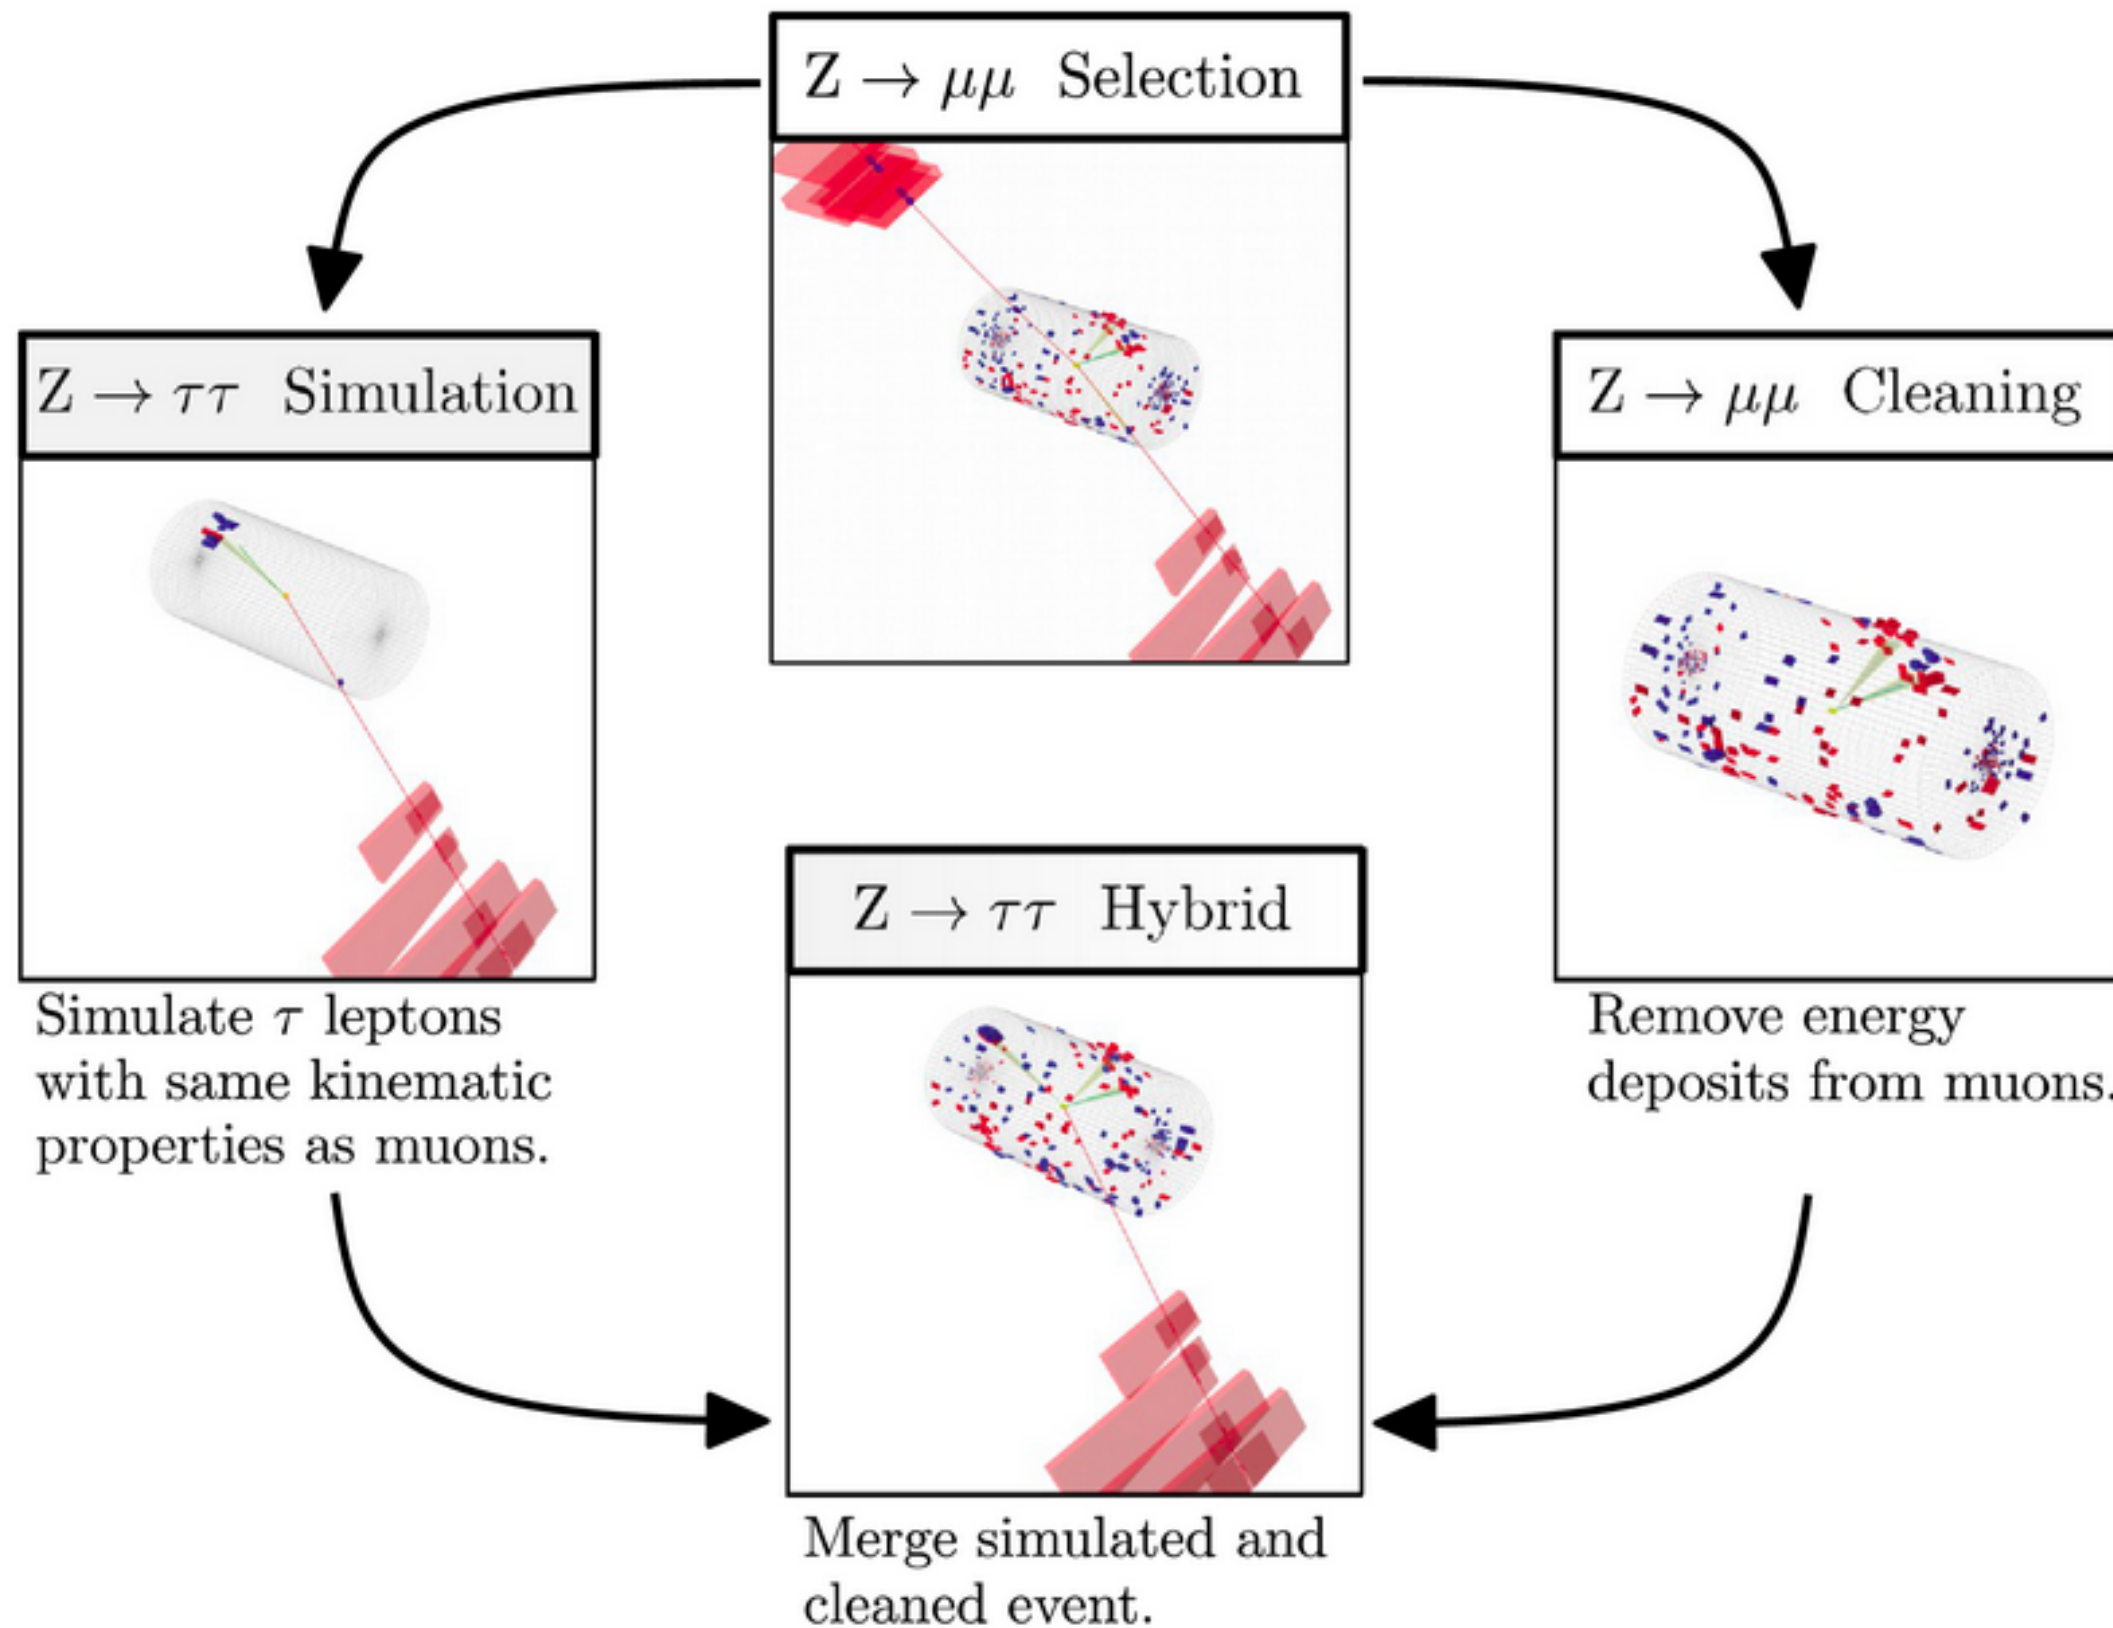 Z → μμ Selection
Z → ττ Simulation
Z → μμ Cleaning
Simulate τ leptons
with same kinematic
properties as muons.
Remove energy
deposits from muons.
Z → ττ Hybrid
Merge simulated and
cleaned event.